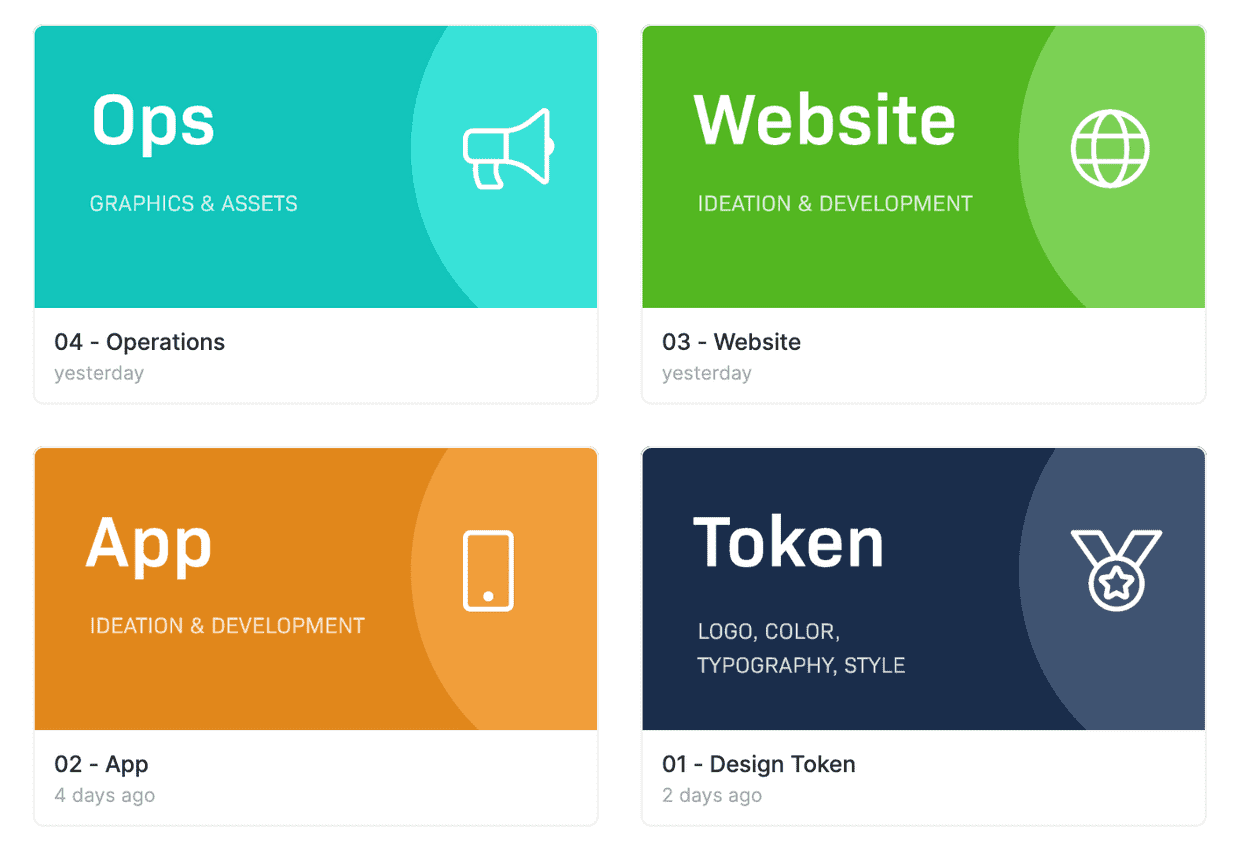 Ops
GRAPHICS & ASSETS
04 - Operations
yesterday
Website
IDEATION & DEVELOPMENT
03 - Website
yesterday
App
IDEATION & DEVELOPMENT
02 - App
4 days ago
Token
LOGO, COLOR,
TYPOGRAPHY, STYLE
01 - Design Token
2 days ago